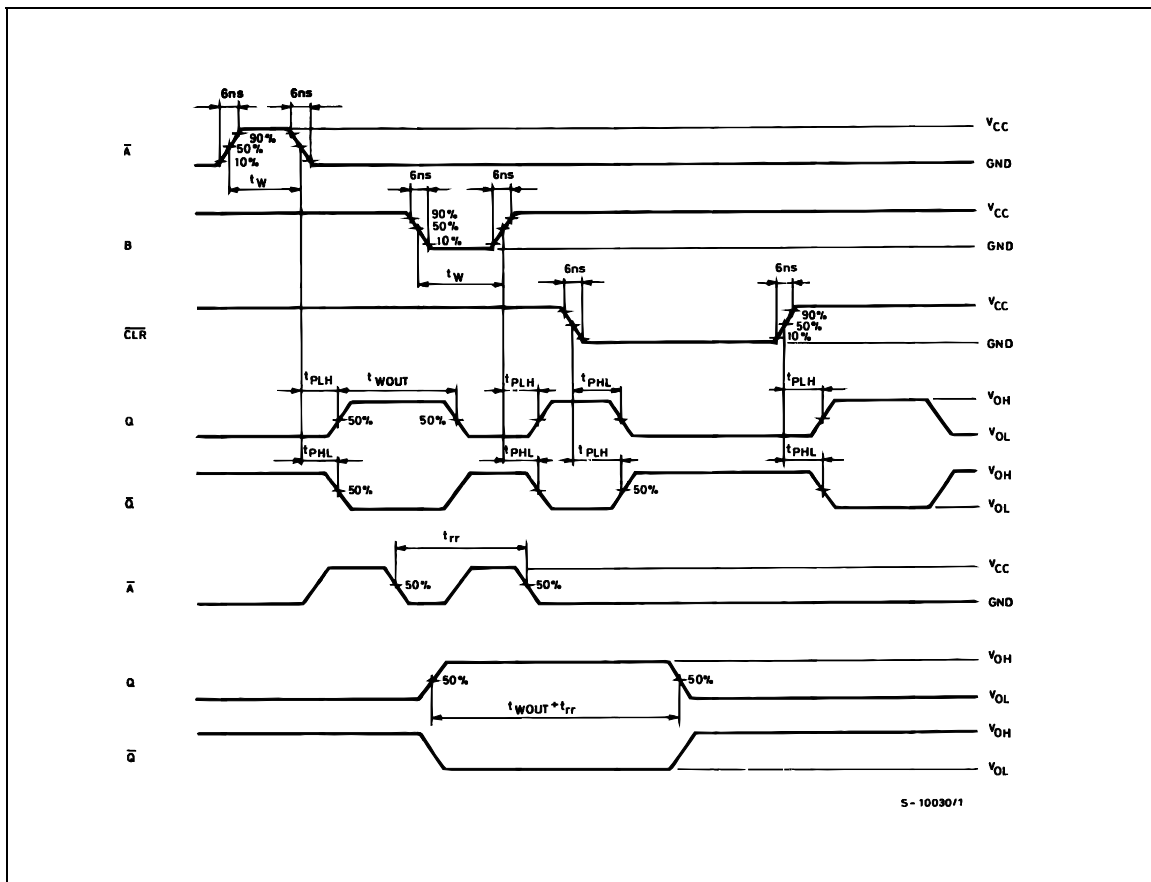 6ns 6ns
A̅ 90% 50% 10% VCC
GND
tW
6ns 6ns
B 90% 50% 10% VCC
GND
tW
6ns 6ns
C̅L̅R̅ VCC
90%
50%
10%
GND
tPLH tWOUT tPLH tPHL tPLH
Q 50% 50% VOH
VOL
tPHL tPHL tPLH tPHL
Q̅ 50% 50% VOH
VOL
trr
A̅ 50% 50% VCC
GND
Q 50% 50% VOH
VOL
tWOUT+trr
Q̅ VOH
VOL
S-10030/1